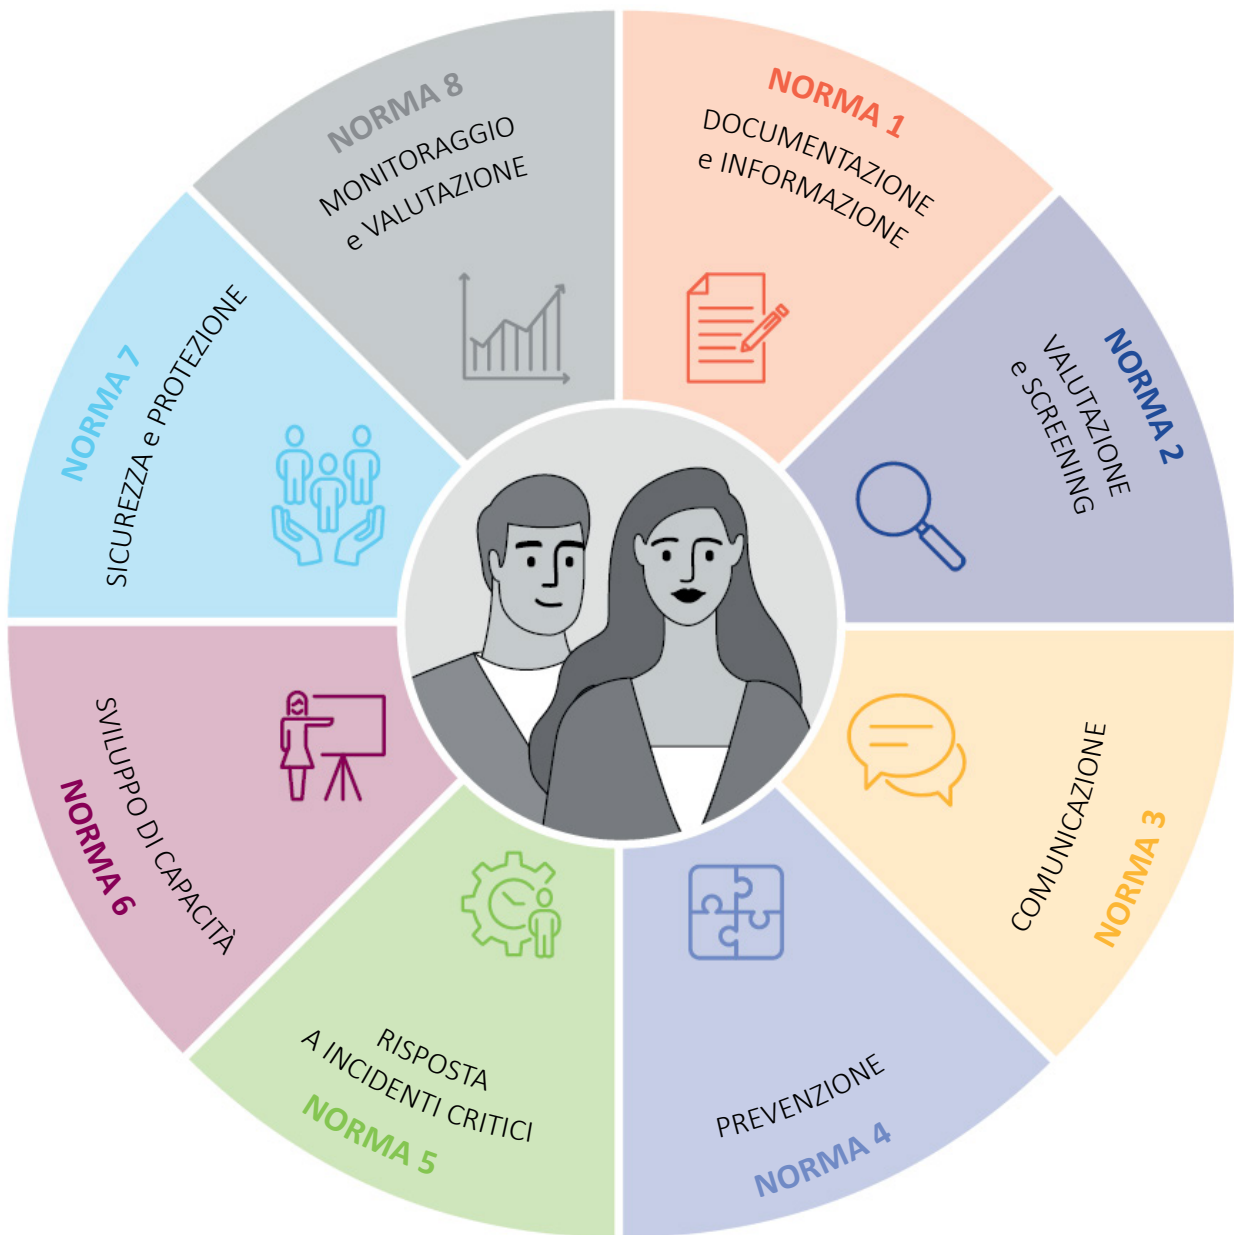 NORMA 1
DOCUMENTAZIONE
e INFORMAZIONE
NORMA 2
VALUTAZIONE
e SCREENING
COMUNICAZIONE
NORMA 3
PREVENZIONE
NORMA 4
RISPOSTA
A INCIDENTI CRITICI
NORMA 5
SVILUPPO DI CAPACITÀ
NORMA 6
NORMA 7
SICUREZZA e PROTEZIONE
NORMA 8
MONITORAGGIO
e VALUTAZIONE